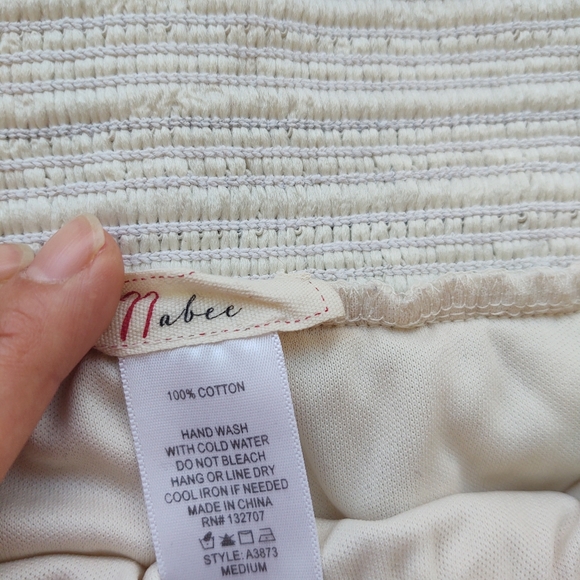 Mabee
100% COTTON
HAND WASH
WITH COLD WATER
DO NOT BLEACH
HANG OR LINE DRY
COOL IRON IF NEEDED
MADE IN CHINA
RN# 132707
STYLE: A3873
MEDIUM